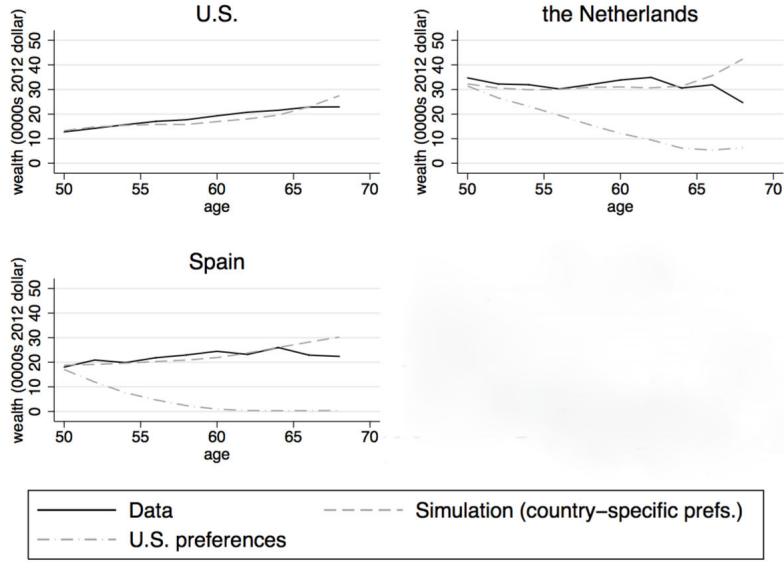 U.S.
wealth (0000s 2012 dollar)
50
40
30
20
10
0
50 55 60 65 70
age
the Netherlands
wealth (0000s 2012 dollar)
50
40
30
20
10
0
50 55 60 65 70
age
Spain
wealth (0000s 2012 dollar)
50
40
30
20
10
0
50 55 60 65 70
age
Data
Simulation (country−specific prefs.)
U.S. preferences